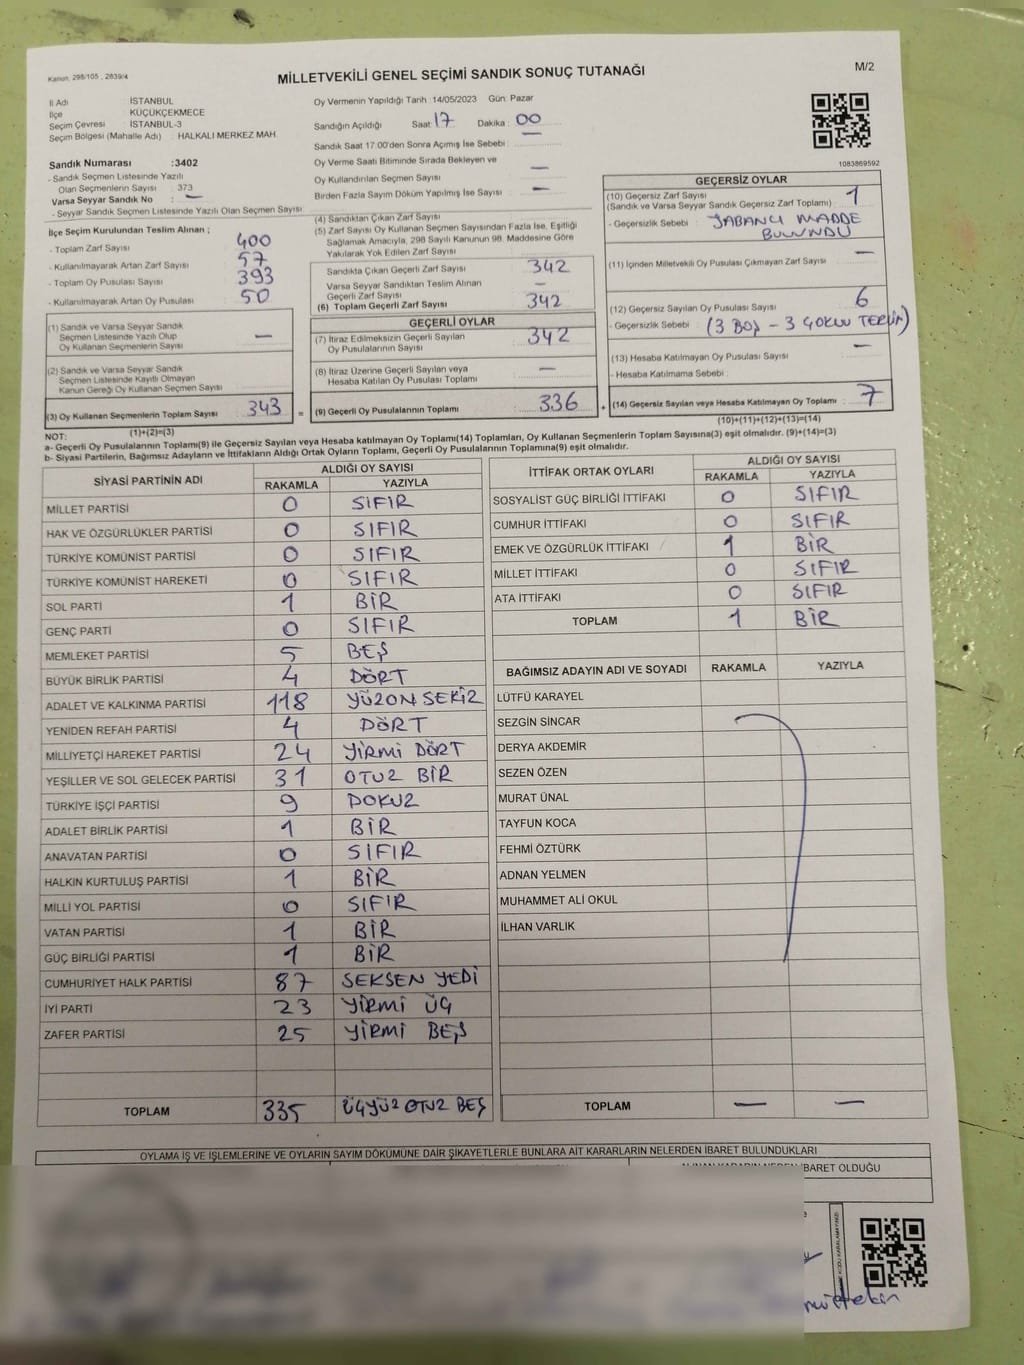 Kanun: 298/105 , 2839/4
MİLLETVEKİLİ GENEL SEÇİMİ SANDIK SONUÇ TUTANAĞI
M/2
İl Adı İSTANBUL
İlçe KÜÇÜKÇEKMECE
Seçim Çevresi : İSTANBUL-3
Seçim Bölgesi (Mahalle Adı) : HALKALI MERKEZ MAH.
Oy Vermenin Yapıldığı Tarih :14/05/2023 Gün: Pazar
Sandığın Açıldığı Saat: 17 Dakika : 00
Sandık Saat 17:00'den Sonra Açımış İse Sebebi : —
Oy Verme Saati Bitiminde Sırada Bekleyen ve
Oy Kullandırılan Seçmen Sayısı —
Birden Fazla Sayım Döküm Yapılmış İse Sayısı : —
1083869592
Sandık Numarası :3402
- Sandık Seçmen Listesinde Yazılı
Olan Seçmenlerin Sayısı : 373
Varsa Seyyar Sandık No : —
- Seyyar Sandık Seçmen Listesinde Yazılı Olan Seçmen Sayısı
İlçe Seçim Kurulundan Teslim Alınan ;
- Toplam Zarf Sayısı 400
- Kullanılmayarak Artan Zarf Sayısı 57
- Toplam Oy Pusulası Sayısı 393
- Kullanılmayarak Artan Oy Pusulası 50
(1) Sandık ve Varsa Seyyar Sandık
Seçmen Listesinde Yazılı Olup
Oy Kullanan Seçmenlerin Sayısı —
(2) Sandık ve Varsa Seyyar Sandık
Seçmen Listesinde Kayıtlı Olmayan
Kanun Gereği Oy Kullanan Seçmen Sayısı
(3) Oy Kullanan Seçmenlerin Toplam Sayısı 343 =
(1)+(2)=(3)
(4) Sandıktan Çıkan Zarf Sayısı
(5) Zarf Sayısı Oy Kullanan Seçmen Sayısından Fazla İse, Eşitliği
Sağlamak Amacıyla, 298 Sayılı Kanunun 98. Maddesine Göre
Yakılarak Yok Edilen Zarf Sayısı
Sandıkta Çıkan Geçerli Zarf Sayısı 342
Varsa Seyyar Sandıktan Teslim Alınan
Geçerli Zarf Sayısı —
(6) Toplam Geçerli Zarf Sayısı 342
GEÇERLİ OYLAR
(7) İtiraz Edilmeksizin Geçerli Sayılan
Oy Pusulalarının Sayısı 342
(8) İtiraz Üzerine Geçerli Sayılan veya
Hesaba Katılan Oy Pusulası Toplamı —
(9) Geçerli Oy Pusulalarının Toplamı 336 +
GEÇERSİZ OYLAR
(10) Geçersiz Zarf Sayısı
(Sandık ve Varsa Seyyar Sandık Geçersiz Zarf Toplamı) : 1
- Geçersizlik Sebebi : YABANCI MADDE
BULUNDU
(11) İçinden Milletvekili Oy Pusulası Çıkmayan Zarf Sayısı —
(12) Geçersiz Sayılan Oy Pusulası Sayısı 6
- Geçersizlik Sebebi : (3 BOŞ - 3 ÇOKLU TERCİH)
(13) Hesaba Katılmayan Oy Pusulası Sayısı —
- Hesaba Katılmama Sebebi :
(14) Geçersiz Sayılan veya Hesaba Katılmayan Oy Toplamı : 7
(10)+(11)+(12)+(13)=(14)
NOT:
a- Geçerli Oy Pusulalarının Toplamı(9) ile Geçersiz Sayılan veya Hesaba katılmayan Oy Toplamı(14) Toplamları, Oy Kullanan Seçmenlerin Toplam Sayısına(3) eşit olmalıdır. (9)+(14)=(3)
b- Siyasi Partilerin, Bağımsız Adayların ve İttifakların Aldığı Ortak Oyların Toplamı, Geçerli Oy Pusulalarının Toplamına(9) eşit olmalıdır.
SİYASİ PARTİNİN ADI ALDIĞI OY SAYISI
RAKAMLA YAZIYLA
MİLLET PARTİSİ 0 SIFIR
HAK VE ÖZGÜRLÜKLER PARTİSİ 0 SIFIR
TÜRKİYE KOMÜNİST PARTİSİ 0 SIFIR
TÜRKİYE KOMÜNİST HAREKETİ 0 SIFIR
SOL PARTİ 1 BİR
GENÇ PARTİ 0 SIFIR
MEMLEKET PARTİSİ 5 BEŞ
BÜYÜK BİRLİK PARTİSİ 4 DÖRT
ADALET VE KALKINMA PARTİSİ 118 YÜZONSEKİZ
YENİDEN REFAH PARTİSİ 4 DÖRT
MİLLİYETÇİ HAREKET PARTİSİ 24 YİRMİ DÖRT
YEŞİLLER VE SOL GELECEK PARTİSİ 31 OTUZ BİR
TÜRKİYE İŞÇİ PARTİSİ 9 DOKUZ
ADALET BİRLİK PARTİSİ 1 BİR
ANAVATAN PARTİSİ 0 SIFIR
HALKIN KURTULUŞ PARTİSİ 1 BİR
MİLLİ YOL PARTİSİ 0 SIFIR
VATAN PARTİSİ 1 BİR
GÜÇ BİRLİĞİ PARTİSİ 1 BİR
CUMHURİYET HALK PARTİSİ 87 SEKSEN YEDİ
İYİ PARTİ 23 YİRMİ ÜÇ
ZAFER PARTİSİ 25 YİRMİ BEŞ
TOPLAM 335 ÜÇYÜZ OTUZ BEŞ
İTTİFAK ORTAK OYLARI ALDIĞI OY SAYISI
RAKAMLA YAZIYLA
SOSYALİST GÜÇ BİRLİĞİ İTTİFAKI 0 SIFIR
CUMHUR İTTİFAKI 0 SIFIR
EMEK VE ÖZGÜRLÜK İTTİFAKI 1 BİR
MİLLET İTTİFAKI 0 SIFIR
ATA İTTİFAKI 0 SIFIR
TOPLAM 1 BİR
BAĞIMSIZ ADAYIN ADI VE SOYADI RAKAMLA YAZIYLA
LÜTFÜ KARAYEL
SEZGİN SİNCAR
DERYA AKDEMİR
SEZEN ÖZEN
MURAT ÜNAL
TAYFUN KOCA
FEHMİ ÖZTÜRK
ADNAN YELMEN
MUHAMMET ALİ OKUL
İLHAN VARLIK
TOPLAM — —
OYLAMA İŞ VE İŞLEMLERİNE VE OYLARIN SAYIM DÖKÜMÜNE DAİR ŞİKAYETLERLE BUNLARA AİT KARARLARIN NELERDEN İBARET BULUNDUKLARI
İBARET OLDUĞU